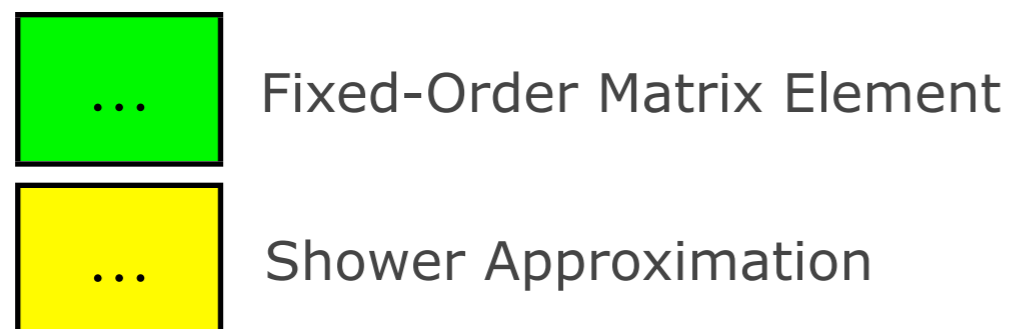 ... Fixed-Order Matrix Element
... Shower Approximation